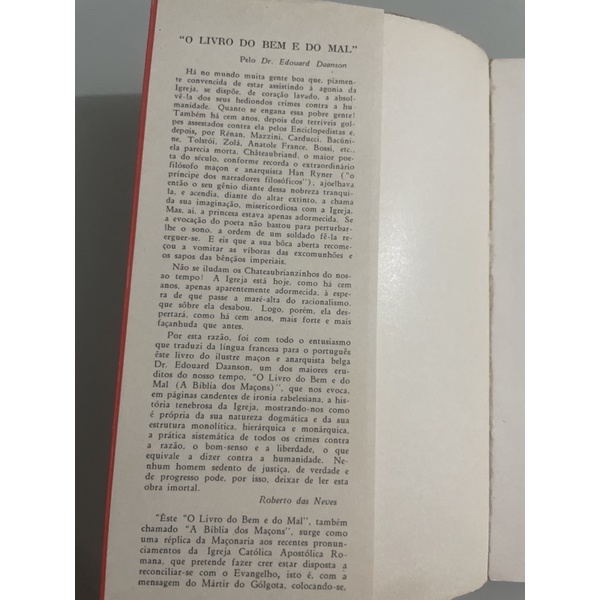 "O LIVRO DO BEM E DO MAL"
Pelo Dr. Edouard Daanson
Há no mundo muita gente boa que, piamen-
te convencida de estar assistindo à agonia da
Igreja, se dispõe, de coração lavado, a absol-
vê-la dos seus hediondos crimes contra a hu-
manidade. Quanto se engana essa pobre gente!
Também há cem anos, depois dos terríveis gol-
pes assestados contra ela pelos Enciclopedistas e,
depois, por Rénan, Mazzini, Carducci, Bacúni-
ne, Tolstói, Zolá, Anatole France, Bossi, etc.,
ela parecia morta. Châteaubriand, o maior poe-
ta do século, conforme recorda o extraordinário
filósofo maçon e anarquista Han Ryner ("o
príncipe dos narradores filosóficos"), ajoelhava
então o seu gênio diante dessa nobreza tranqui-
la, e acendia, diante do altar extinto, a chama
da sua imaginação, misericordiosa com a Igreja.
Mas, ai, a princesa estava apenas adormecida. Se
a evocação do poeta não bastou para perturbar-
lhe o sono, a ordem de um soldado fê-la re-
erguer-se. E eis que a sua bôca aberta recome-
çou a vomitar as víboras das excomunhões e
os sapos das bênçãos imperiais.
Não se iludam os Chateaubrianzinhos do nos-
so tempo! A Igreja está hoje, como há cem
anos, apenas aparentemente adormecida, à espe-
ra de que passe a maré-alta do racionalismo,
que sôbre ela desabou. Logo, porém, ela des-
pertará, como há cem anos, mais forte e mais
façanhuda que antes.
Por esta razão, foi com todo o entusiasmo
que traduzi da língua francesa para o português
êste livro do ilustre maçon e anarquista belga
Dr. Edouard Daanson, um dos maiores eru-
ditos do nosso tempo, "O Livro do Bem e do
Mal (A Bíblia dos Maçons)", que nos evoca,
em páginas candentes de ironia rabelesiana, a his-
tória tenebrosa da Igreja, mostrando-nos como
é própria da sua natureza dogmática e da sua
estrutura monolítica, hierárquica e monárquica,
a prática sistemática de todos os crimes contra
a razão, o bom-senso e a liberdade, o que
equivale a dizer contra a humanidade. Ne-
nhum homem sedento de justiça, de verdade e
de progresso pode, por isso, deixar de ler esta
obra imortal.
Roberto das Neves
"Êste "O Livro do Bem e do Mal", também
chamado "A Bíblia dos Maçons", surge como
uma réplica da Maçonaria aos recentes pronun-
ciamentos da Igreja Católica Apostólica Ro-
mana, que pretende fazer crer estar disposta a
reconciliar-se com o Evangelho, isto é, com a
mensagem do Mártir do Gólgota, colocando-se,